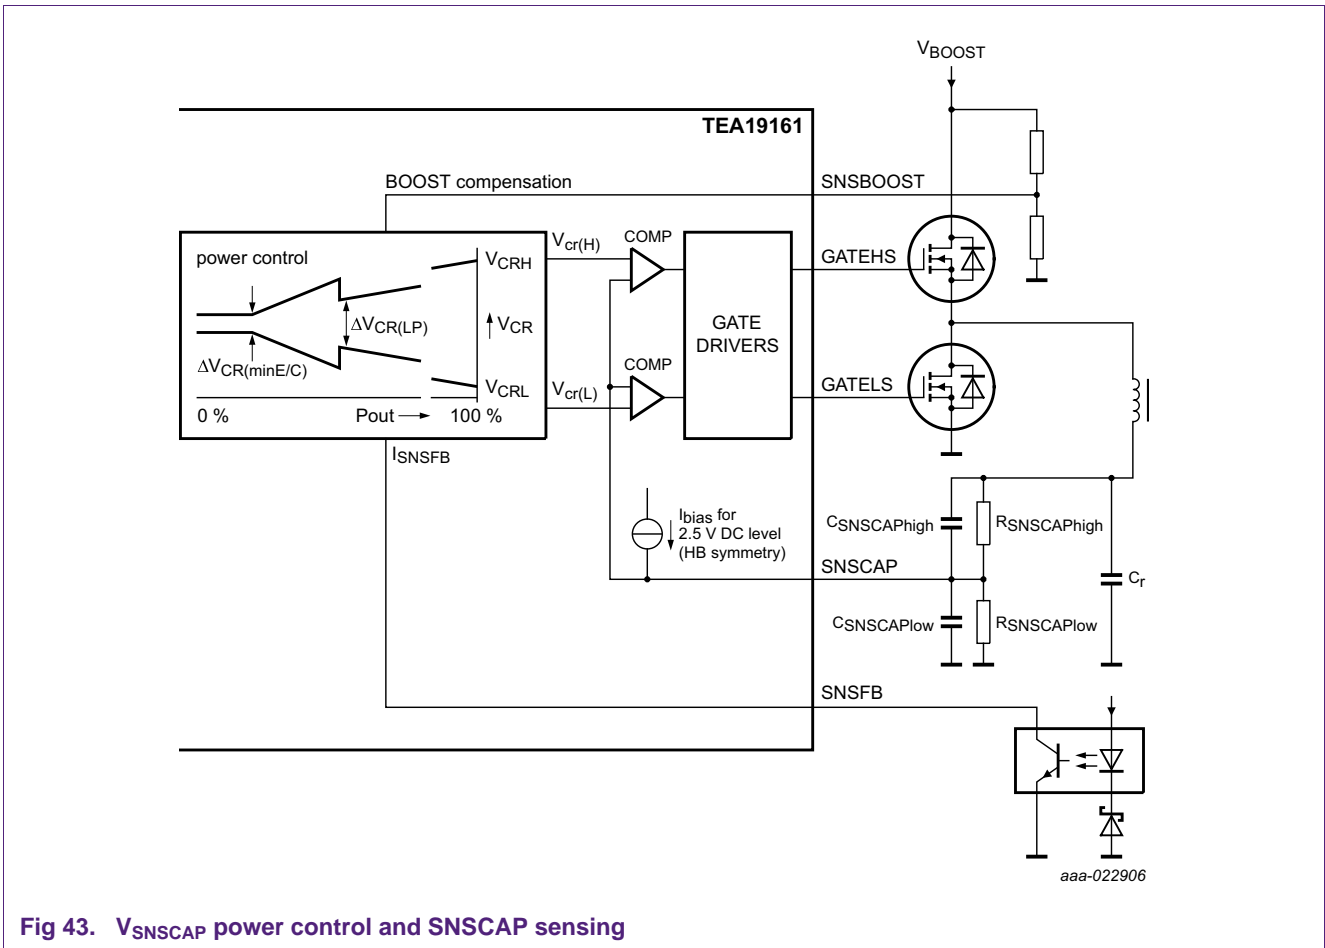 VBOOST
TEA19161
BOOST compensation
SNSBOOST
power control
VCRH
Vcr(H)
COMP
GATEHS
ΔVCR(LP)
VCR
GATE
DRIVERS
ΔVCR(minE/C)
VCRL
Vcr(L)
COMP
GATELS
0 %
Pout
100 %
ISNSFB
Ibias for
2.5 V DC level
(HB symmetry)
CSNSCAPhigh
RSNSCAPhigh
SNSCAP
Cr
CSNSCAPlow
RSNSCAPlow
SNSFB
aaa-022906
Fig 43. VSNSCAP power control and SNSCAP sensing